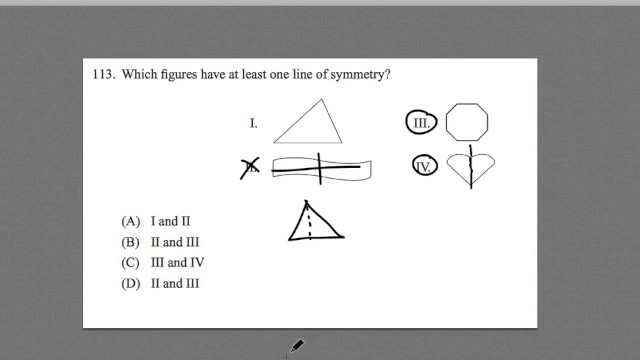 113. Which figures have at least one line of symmetry?
I.
III.
IV.
(A) I and II
(B) II and III
(C) III and IV
(D) II and III